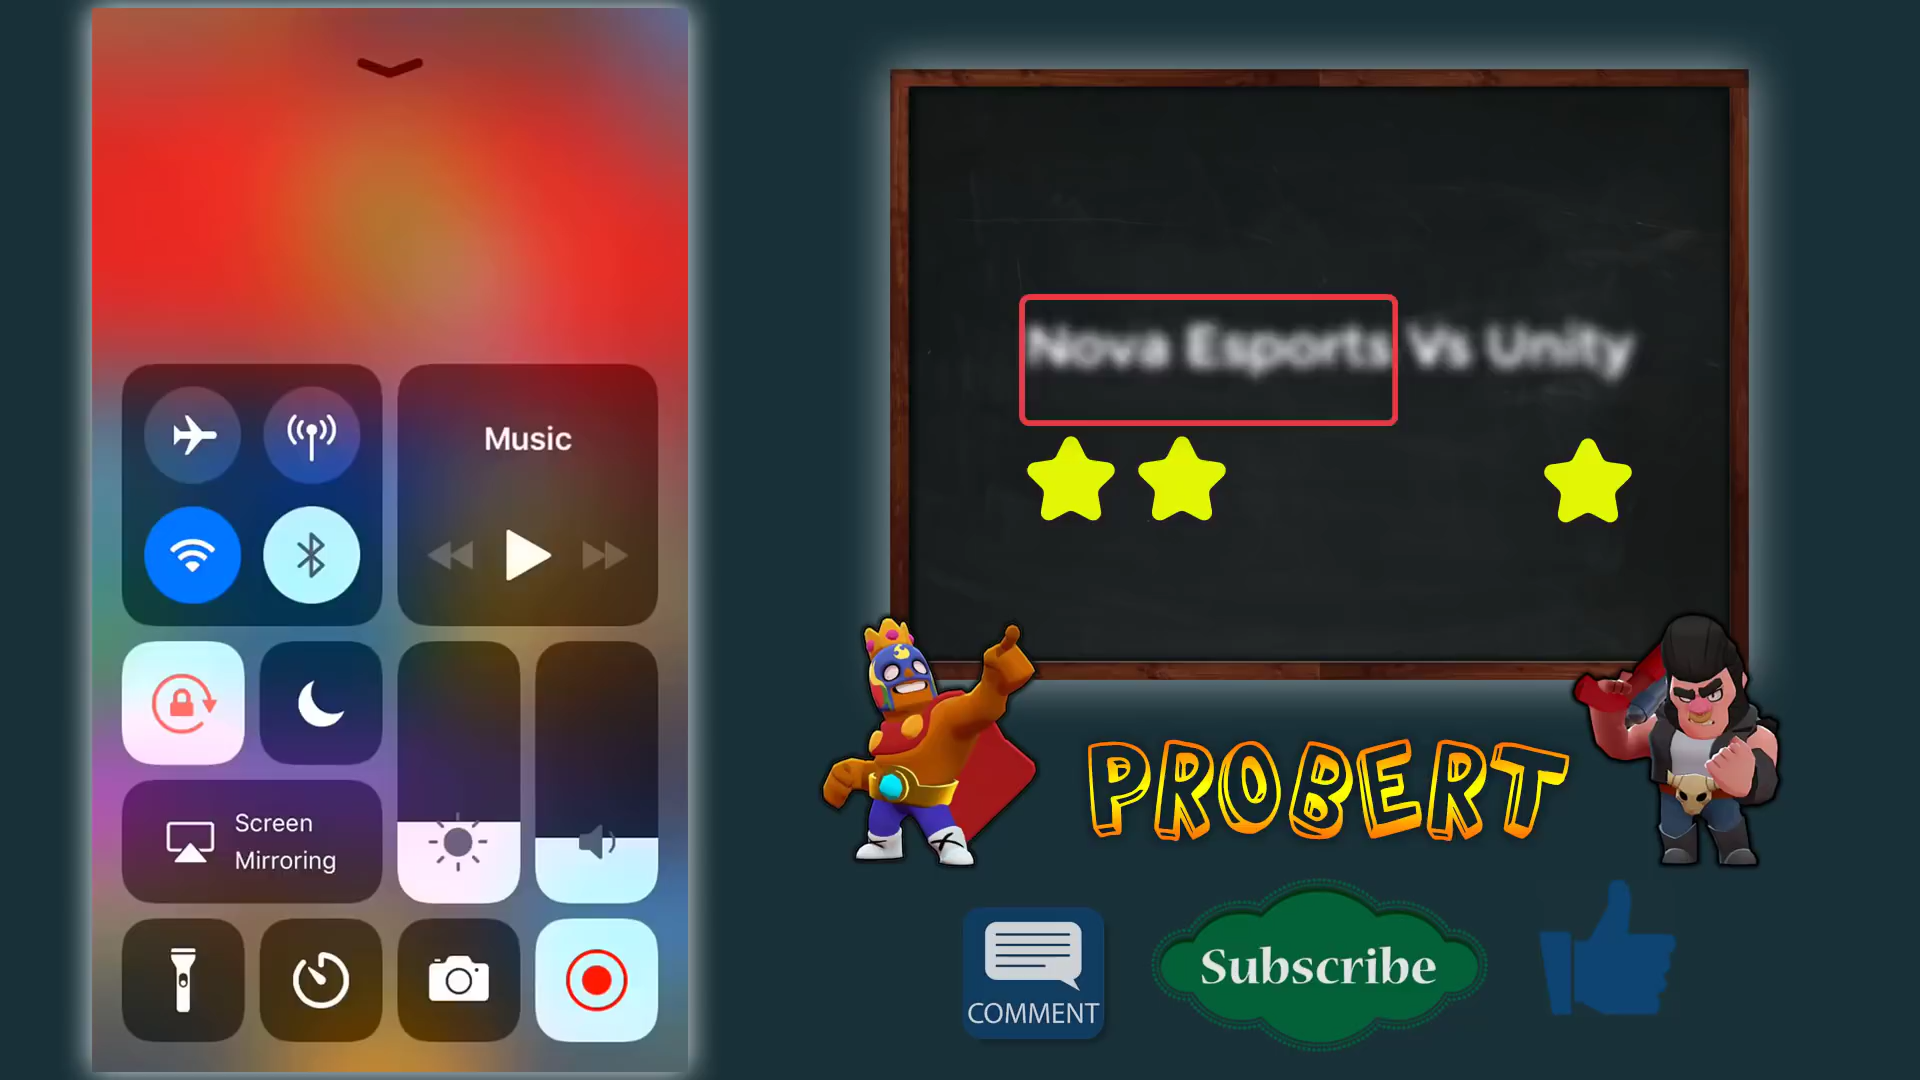 Music
Screen
Mirroring
Nova Esports Vs Unity
PROBERT
COMMENT
Subscribe